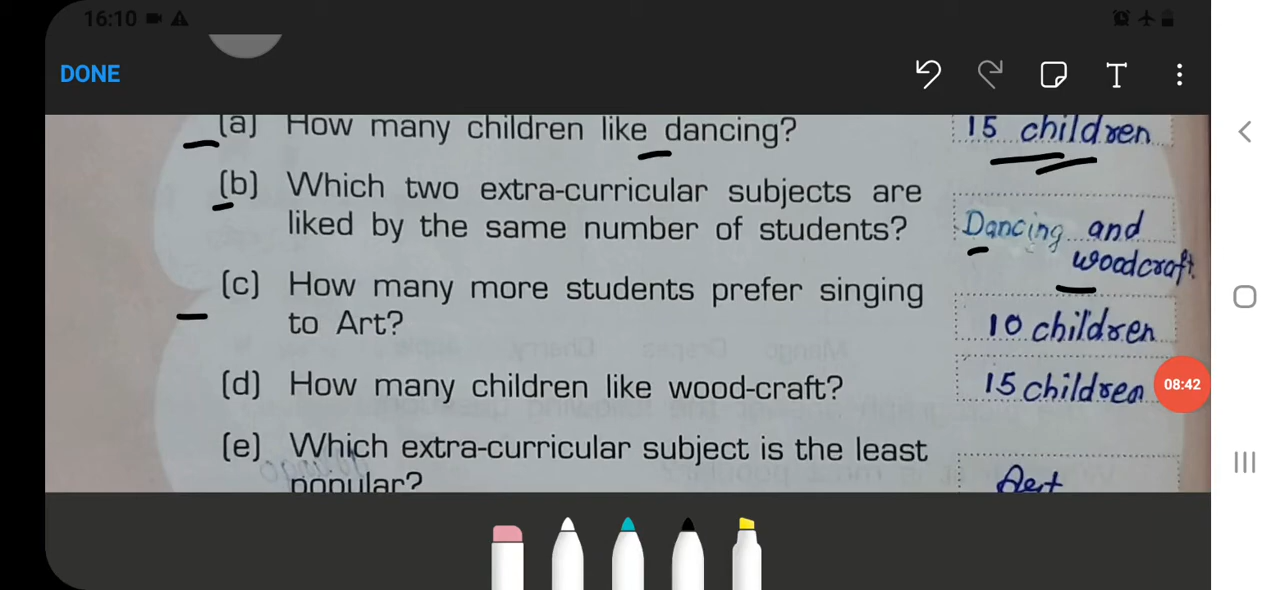 16:10
DONE
T
(a) How many children like dancing? 15 children
(b) Which two extra-curricular subjects are
liked by the same number of students? Dancing and
woodcraft.
(c) How many more students prefer singing
to Art? 10 children
(d) How many children like wood-craft? 15 children
08:42
(e) Which extra-curricular subject is the least
popular? Art